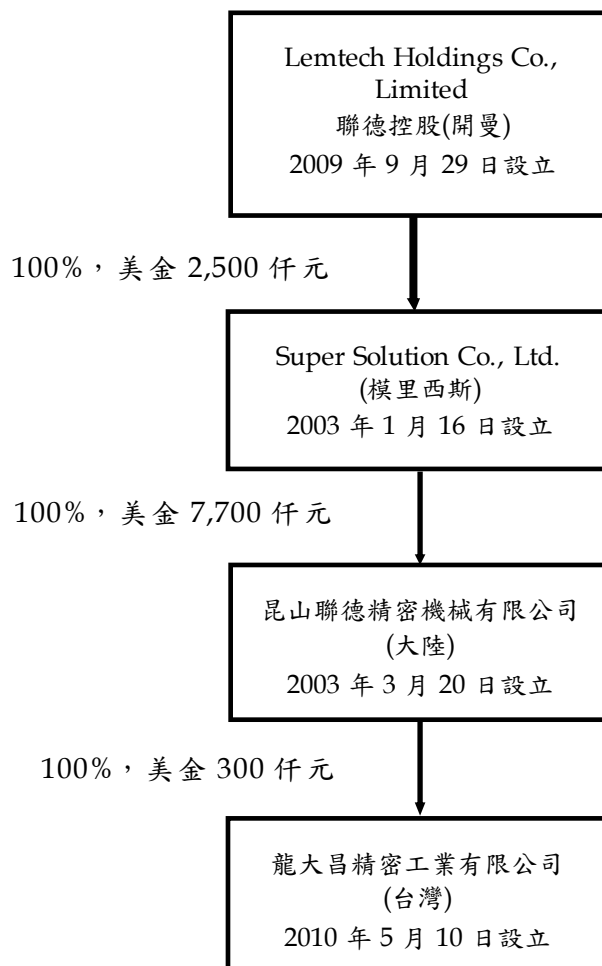 Lemtech Holdings Co.,
Limited
聯德控股(開曼)
2009 年 9 月 29 日設立
100%，美金 2,500 仟元
Super Solution Co., Ltd.
(模里西斯)
2003 年 1 月 16 日設立
100%，美金 7,700 仟元
昆山聯德精密機械有限公司
(大陸)
2003 年 3 月 20 日設立
100%，美金 300 仟元
龍大昌精密工業有限公司
(台灣)
2010 年 5 月 10 日設立